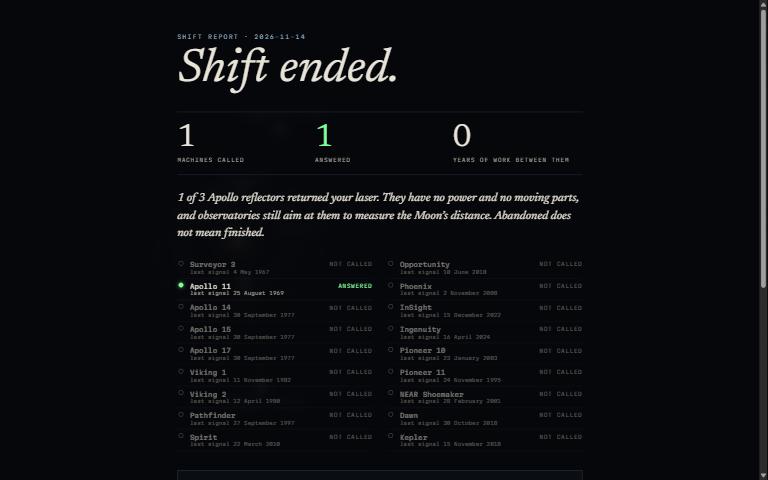 SHIFT REPORT · 2026-11-14
Shift ended.
1
MACHINES CALLED
1
ANSWERED
0
YEARS OF WORK BETWEEN THEM
1 of 3 Apollo reflectors returned your laser. They have no power and no moving parts,
and observatories still aim at them to measure the Moon's distance. Abandoned does
not mean finished.
Surveyor 3 NOT CALLED
last signal 4 May 1967
Apollo 11 ANSWERED
last signal 25 August 1969
Apollo 14 NOT CALLED
last signal 30 September 1977
Apollo 15 NOT CALLED
last signal 30 September 1977
Apollo 17 NOT CALLED
last signal 30 September 1977
Viking 1 NOT CALLED
last signal 11 November 1982
Viking 2 NOT CALLED
last signal 12 April 1980
Pathfinder NOT CALLED
last signal 27 September 1997
Spirit NOT CALLED
last signal 22 March 2010
Opportunity NOT CALLED
last signal 10 June 2018
Phoenix NOT CALLED
last signal 2 November 2008
InSight NOT CALLED
last signal 15 December 2022
Ingenuity NOT CALLED
last signal 16 April 2024
Pioneer 10 NOT CALLED
last signal 23 January 2003
Pioneer 11 NOT CALLED
last signal 24 November 1995
NEAR Shoemaker NOT CALLED
last signal 28 February 2001
Dawn NOT CALLED
last signal 30 October 2018
Kepler NOT CALLED
last signal 15 November 2018